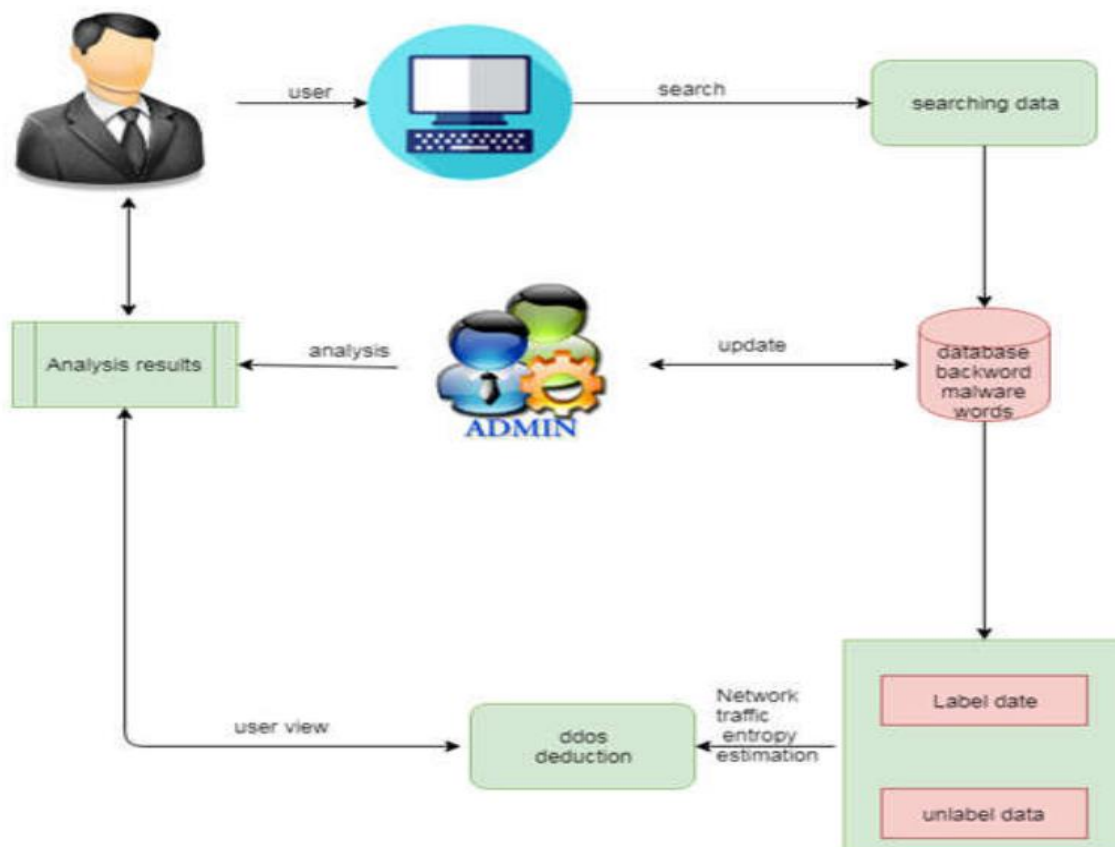 user
search
searching data
Analysis results
analysis
ADMIN
update
database
backword
malware
words
Label date
Network
traffic
entropy
estimation
ddos
deduction
user view
unlabel data